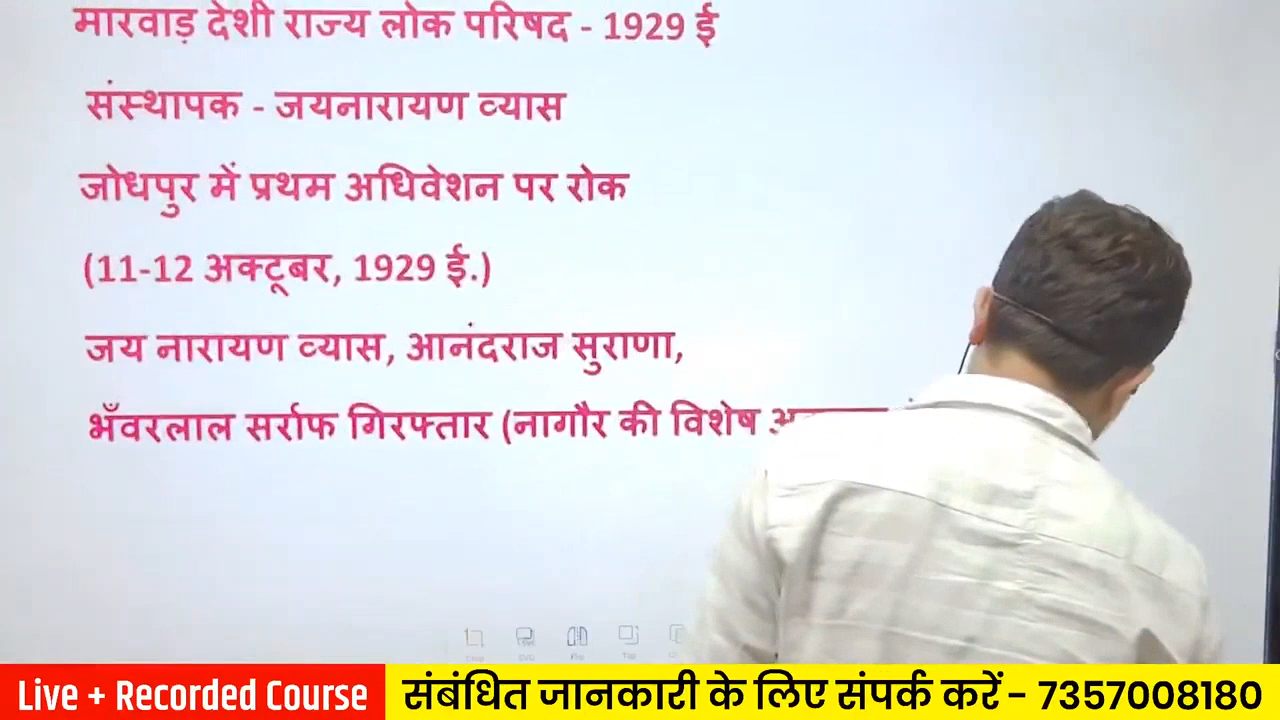 मारवाड़ देशी राज्य लोक परिषद - 1929 ई
संस्थापक - जयनारायण व्यास
जोधपुर में प्रथम अधिवेशन पर रोक
(11-12 अक्टूबर, 1929 ई.)
जय नारायण व्यास, आनंदराज सुराणा,
भँवरलाल सर्राफ गिरफ्तार (नागौर की विशेष
Live + Recorded Course
संबंधित जानकारी के लिए संपर्क करें - 7357008180